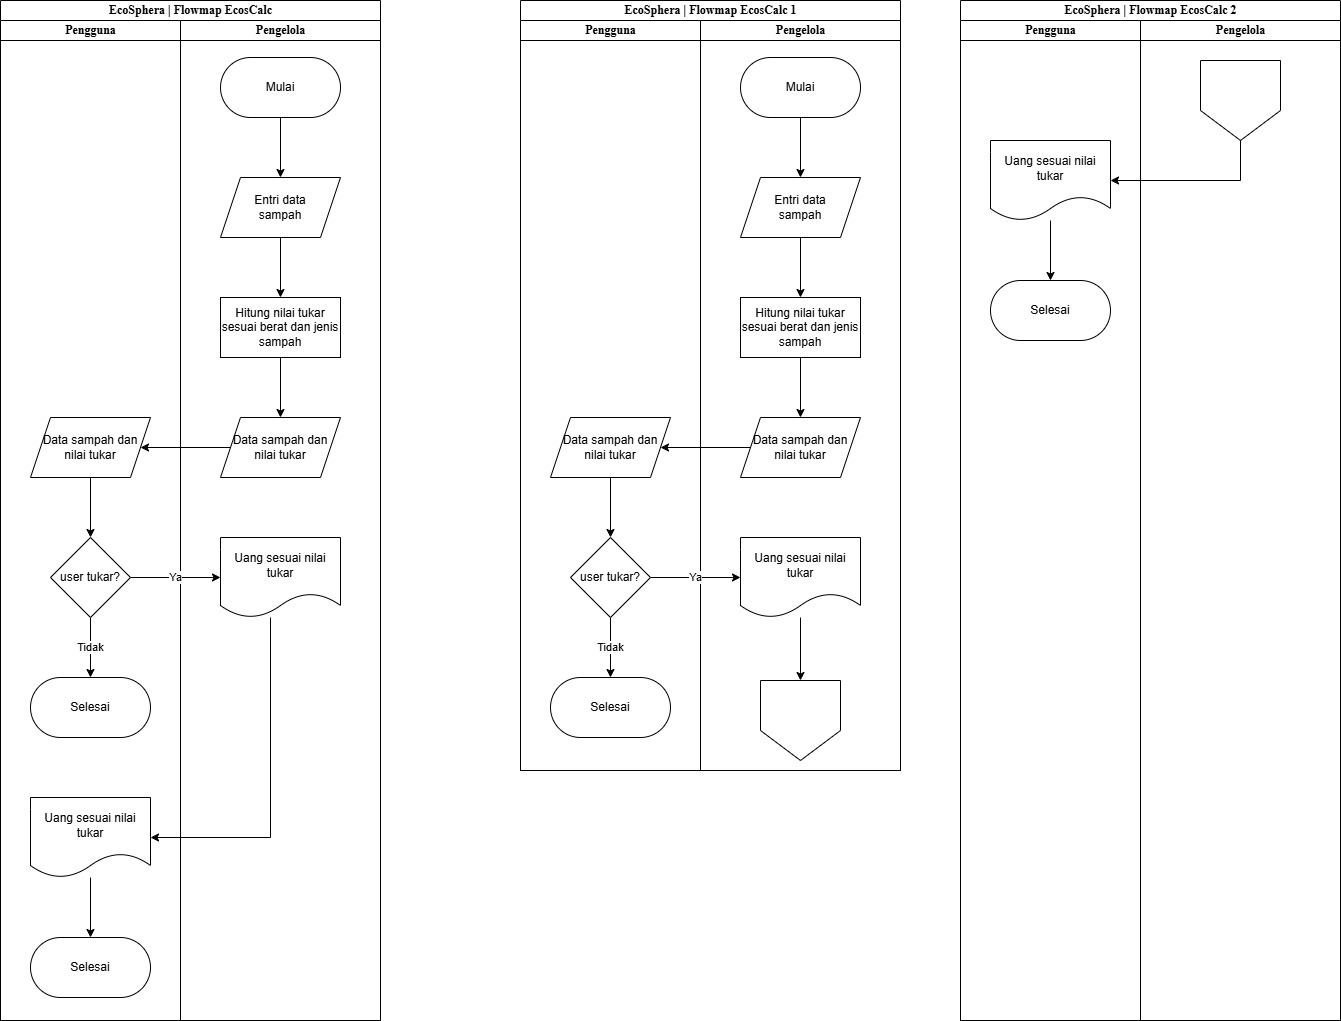 EcoSphera | Flowmap EcosCalc
Pengguna
Pengelola
Mulai
Entri data
sampah
Hitung nilai tukar
sesuai berat dan jenis
sampah
Data sampah dan
nilai tukar
Data sampah dan
nilai tukar
user tukar?
Ya
Uang sesuai nilai
tukar
Tidak
Selesai
Uang sesuai nilai
tukar
Selesai
EcoSphera | Flowmap EcosCalc 1
Pengguna
Pengelola
Mulai
Entri data
sampah
Hitung nilai tukar
sesuai berat dan jenis
sampah
Data sampah dan
nilai tukar
Data sampah dan
nilai tukar
user tukar?
Ya
Uang sesuai nilai
tukar
Tidak
Selesai
EcoSphera | Flowmap EcosCalc 2
Pengguna
Pengelola
Uang sesuai nilai
tukar
Selesai